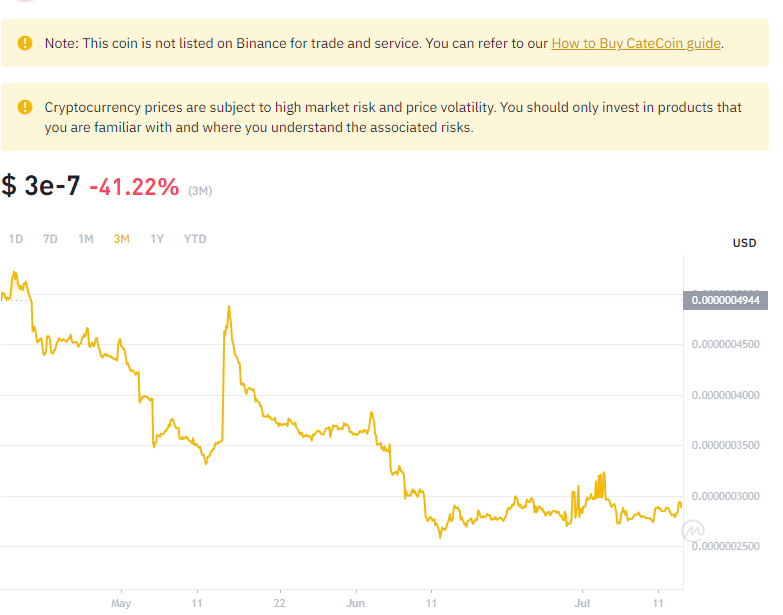 Note: This coin is not listed on Binance for trade and service. You can refer to our How to Buy CateCoin guide.
Cryptocurrency prices are subject to high market risk and price volatility. You should only invest in products that
you are familiar with and where you understand the associated risks.
$ 3e-7 -41.22% (3M)
1D 7D 1M 3M 1Y YTD
USD
0.0000004944
0.0000004500
0.0000004000
0.0000003500
0.0000003000
0.0000002500
May 11 22 Jun 11 Jul 11